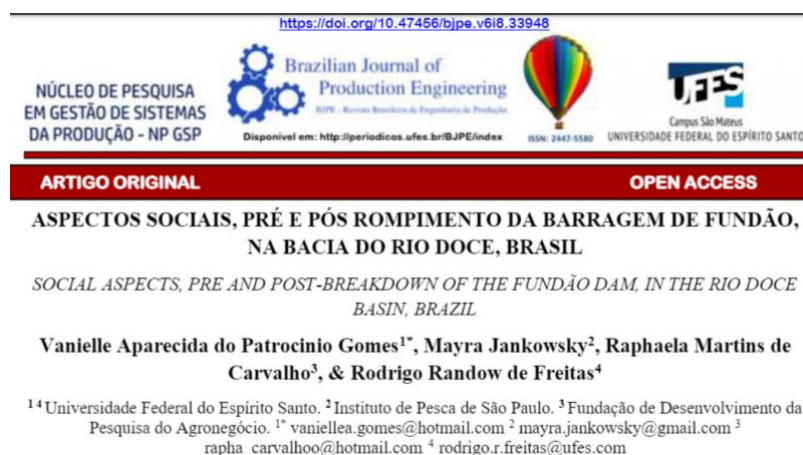 https://doi.org/10.47456/bjpe.v6i8.33948
NÚCLEO DE PESQUISA
EM GESTÃO DE SISTEMAS
DA PRODUÇÃO - NP GSP
Brazilian Journal of
Production Engineering
BJPE - Revista Brasileira de Engenharia de Produção
Disponível em: http://periodicos.ufes.br/BJPE/index
ISSN: 2447-5580
UFES
Campus São Mateus
UNIVERSIDADE FEDERAL DO ESPÍRITO SANTO
ARTIGO ORIGINAL
OPEN ACCESS
ASPECTOS SOCIAIS, PRÉ E PÓS ROMPIMENTO DA BARRAGEM DE FUNDÃO,
NA BACIA DO RIO DOCE, BRASIL
SOCIAL ASPECTS, PRE AND POST-BREAKDOWN OF THE FUNDÃO DAM, IN THE RIO DOCE
BASIN, BRAZIL
Vanielle Aparecida do Patrocinio Gomes1*, Mayra Jankowsky2, Raphaela Martins de
Carvalho3, & Rodrigo Randow de Freitas4
1 4 Universidade Federal do Espírito Santo. 2 Instituto de Pesca de São Paulo. 3 Fundação de Desenvolvimento da
Pesquisa do Agronegócio. 1* vaniellea.gomes@hotmail.com 2 mayra.jankowsky@gmail.com 3
rapha_carvalhoo@hotmail.com 4 rodrigo.r.freitas@ufes.com